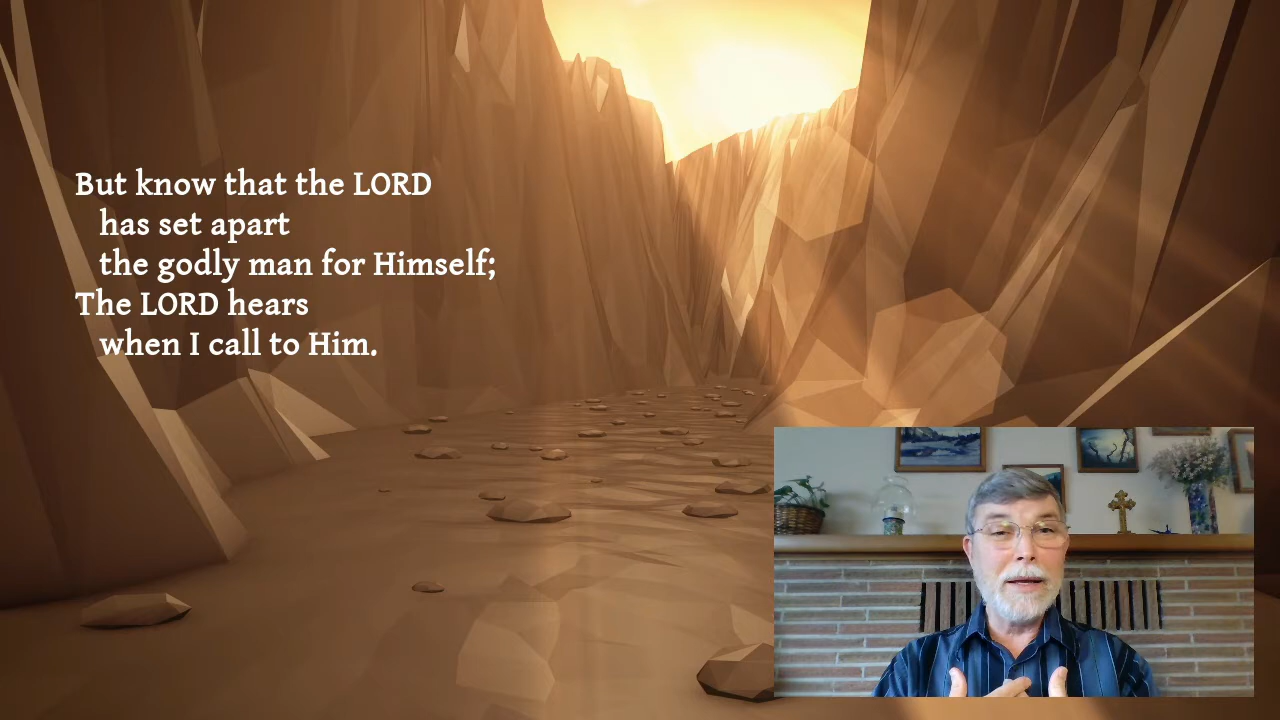 But know that the LORD
has set apart
the godly man for Himself;
The LORD hears
when I call to Him.